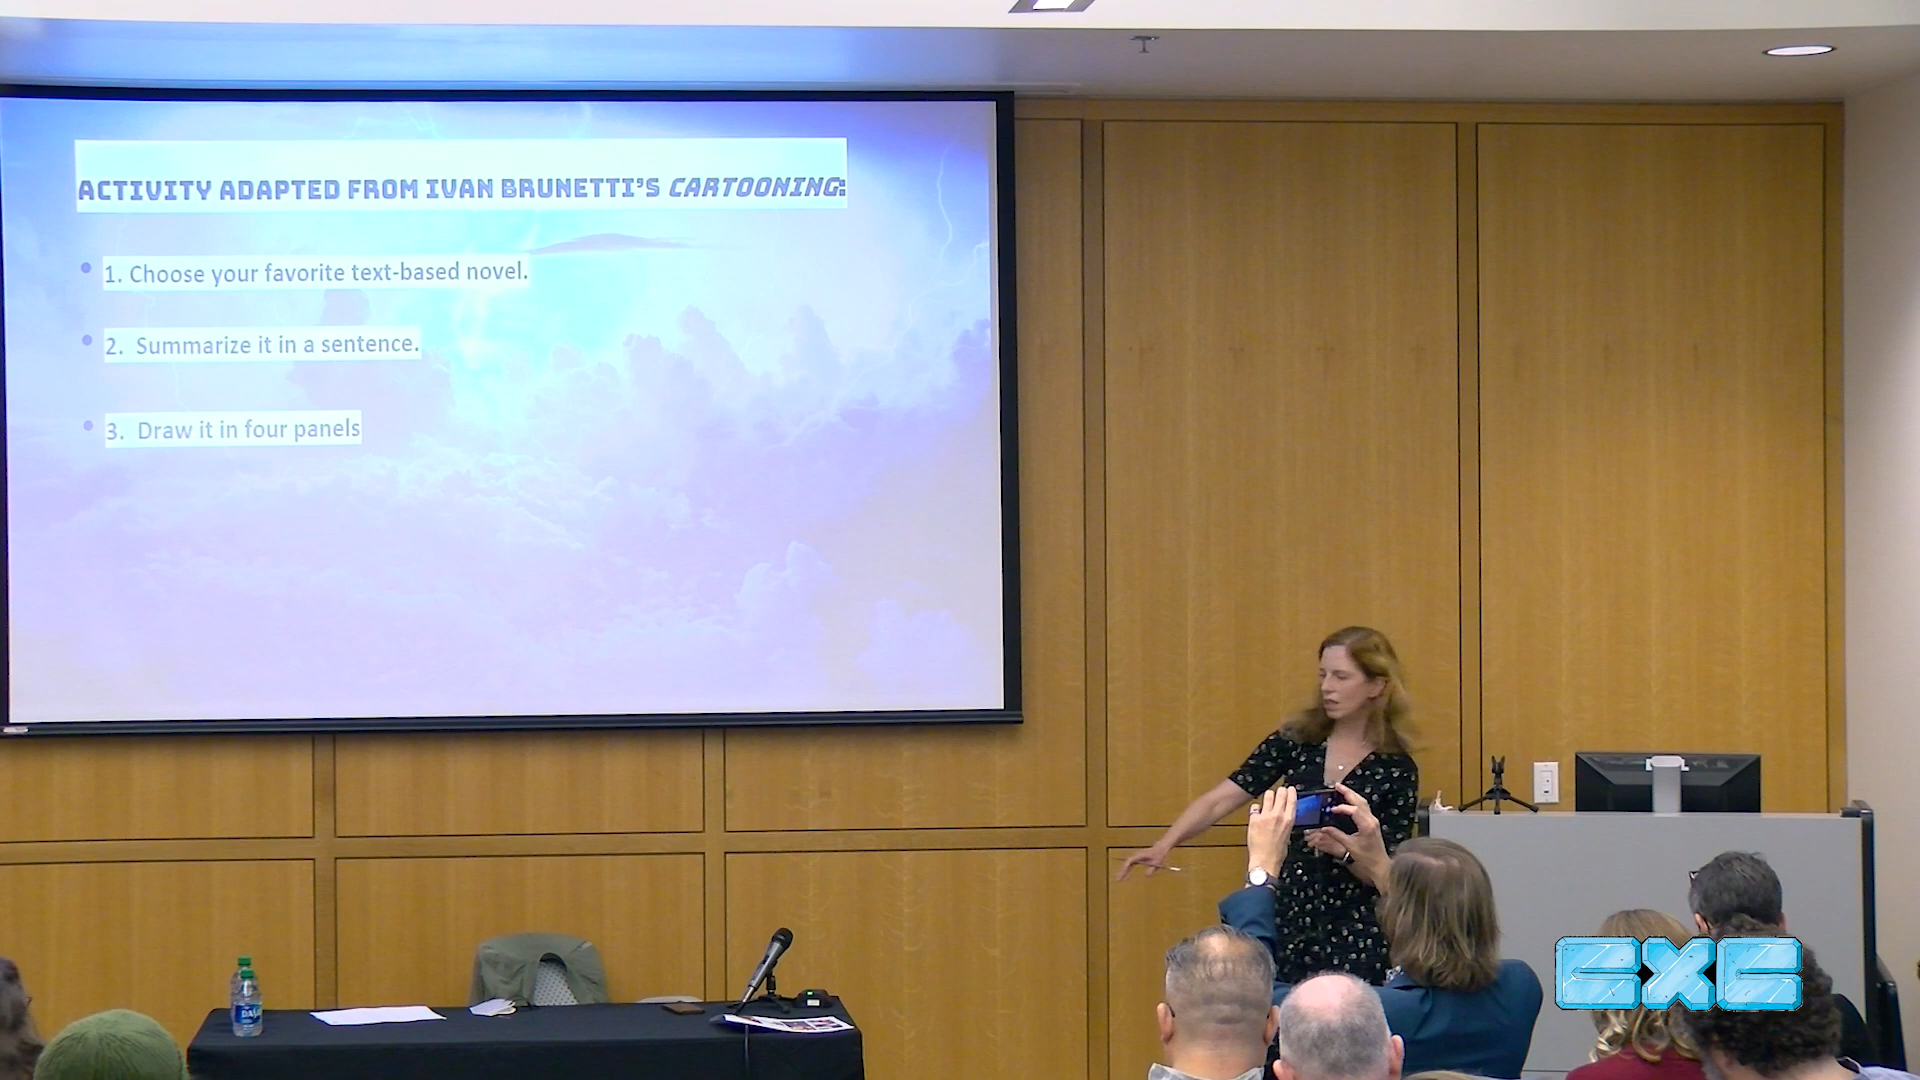 ACTIVITY ADAPTED FROM IVAN BRUNETTI'S CARTOONING:
• 1. Choose your favorite text-based novel.
• 2. Summarize it in a sentence.
• 3. Draw it in four panels
CXC